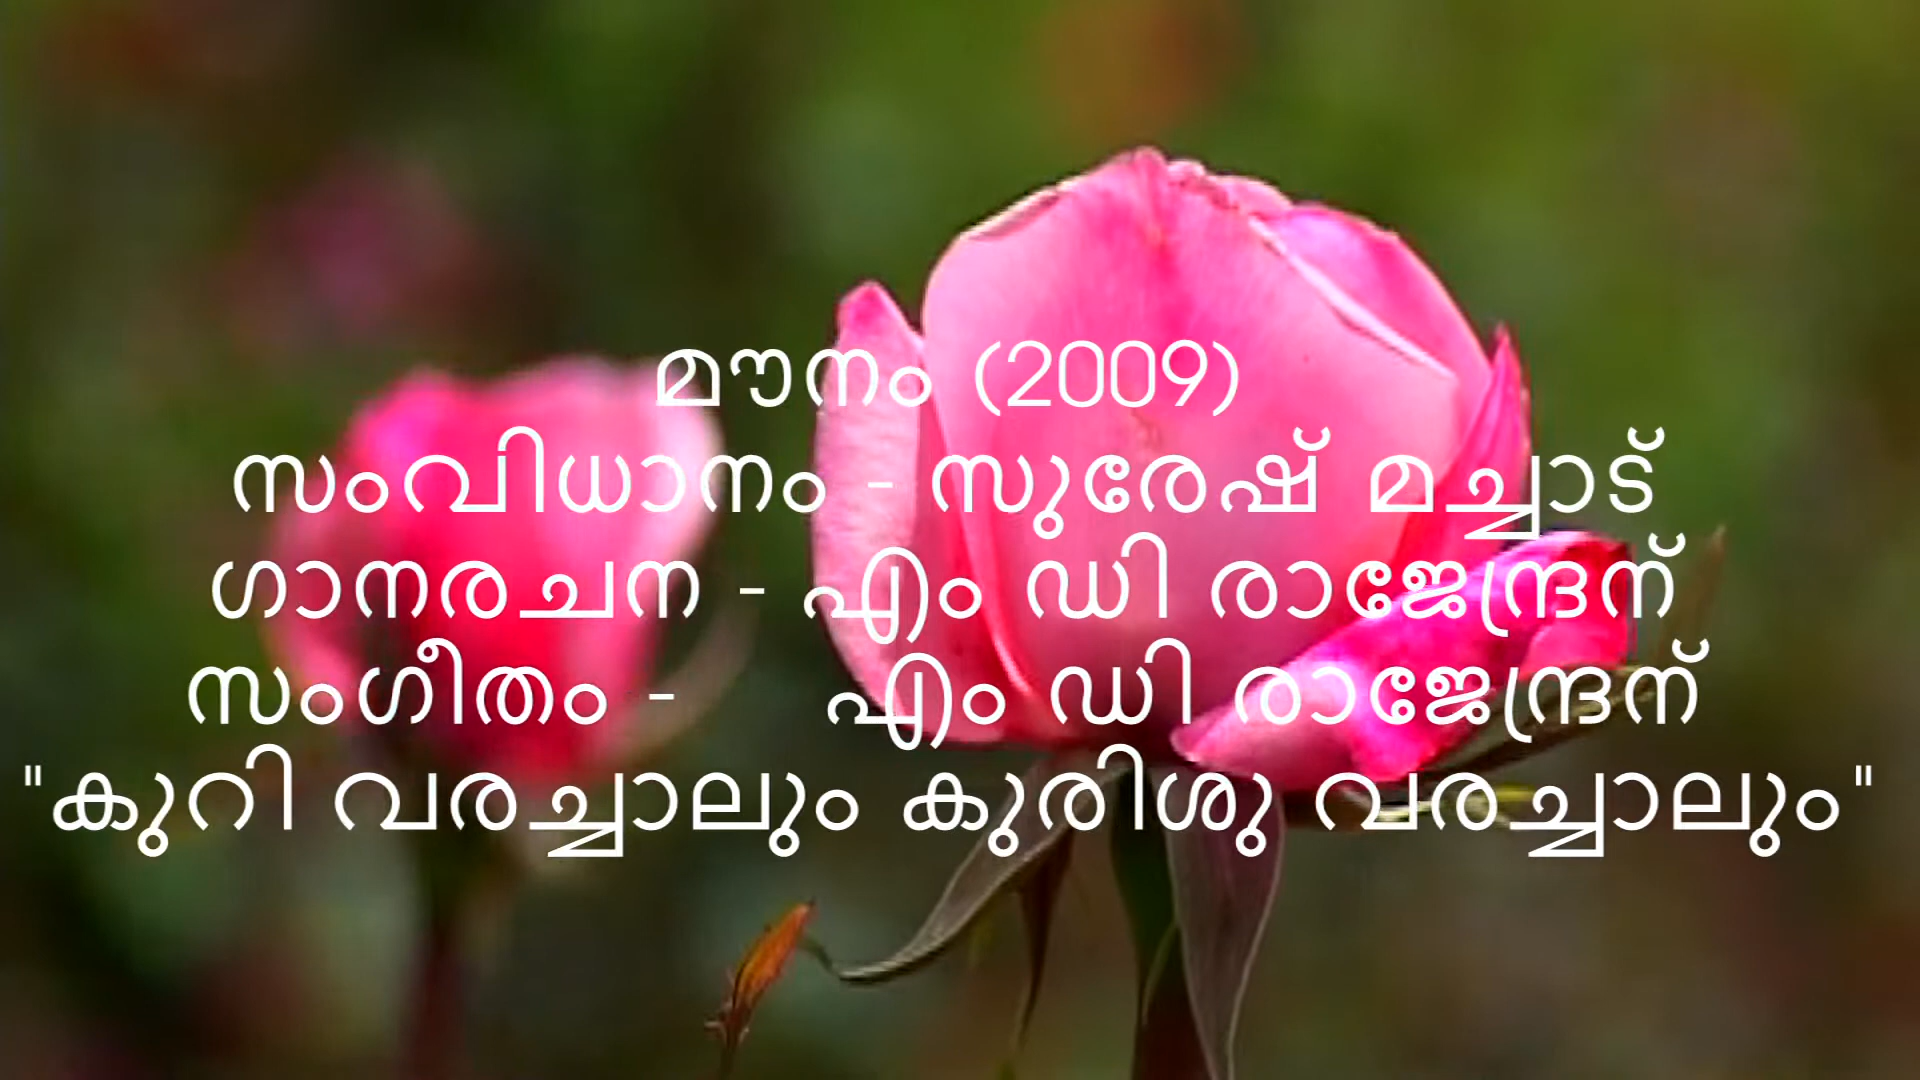 മൗനം (2009)
സംവിധാനം - സുരേഷ് മച്ചാട്
ഗാനരചന - എം ഡി രാജേന്ദ്രന്
സംഗീതം - എം ഡി രാജേന്ദ്രന്
"കുറി വരച്ചാലും കുരിശു വരച്ചാലും"